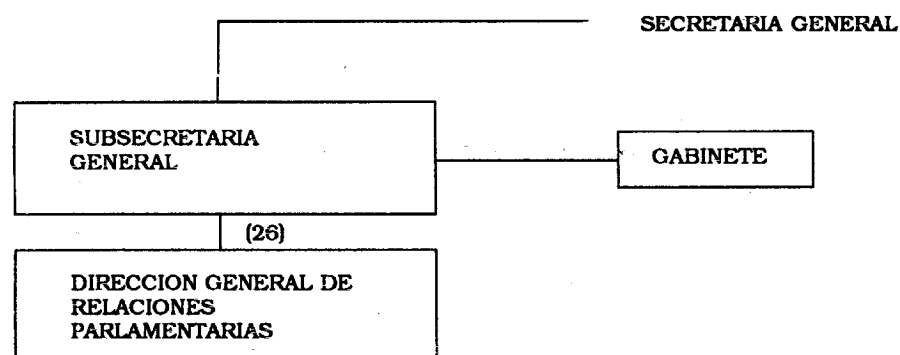 SECRETARIA GENERAL
SUBSECRETARIA
GENERAL
GABINETE
(26)
DIRECCION GENERAL DE
RELACIONES
PARLAMENTARIAS